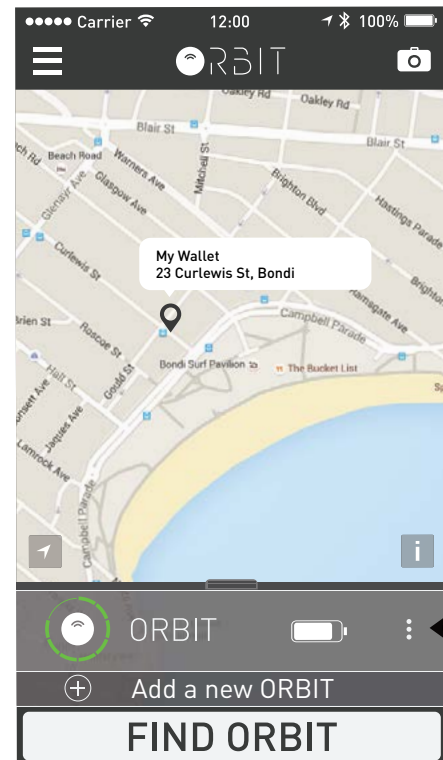 Carrier 12:00 100%
ORBIT
Oakley Rd
Oakley Rd
Blair St
Blair St
Beach Road
Warners Ave
Mitchell St
Glenayr Ave
Glasgow Ave
Brighton Blvd
Hastings Parade
Curlewis St
My Wallet
23 Curlewis St, Bondi
Ramsgate Ave
Campbell Parade
Roscoe St
Gould St
Hall St
Bondi Surf Pavilion
The Bucket List
Jaques Ave
Lamrock Ave
Campbell Parade
i
ORBIT
Add a new ORBIT
FIND ORBIT